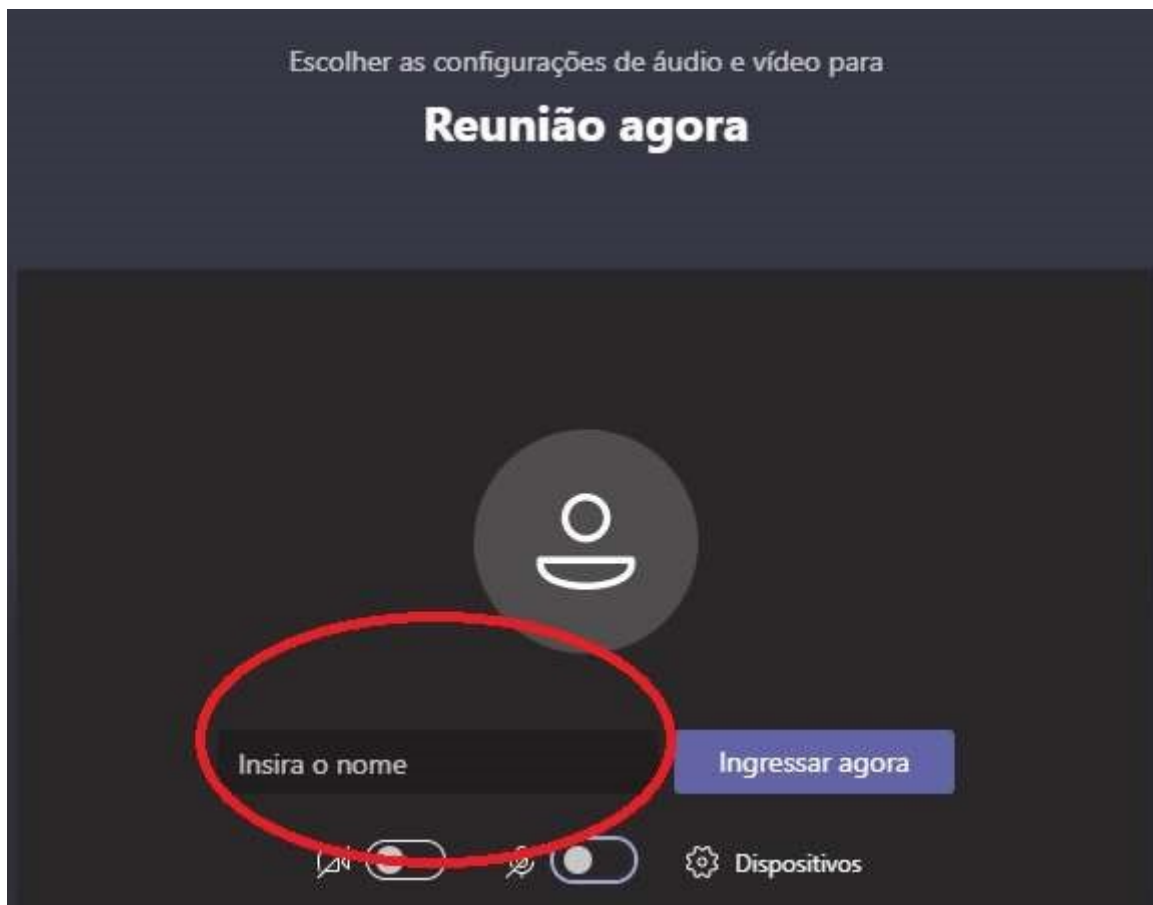 Escolher as configurações de áudio e vídeo para
Reunião agora
Insira o nome
Ingressar agora
Dispositivos